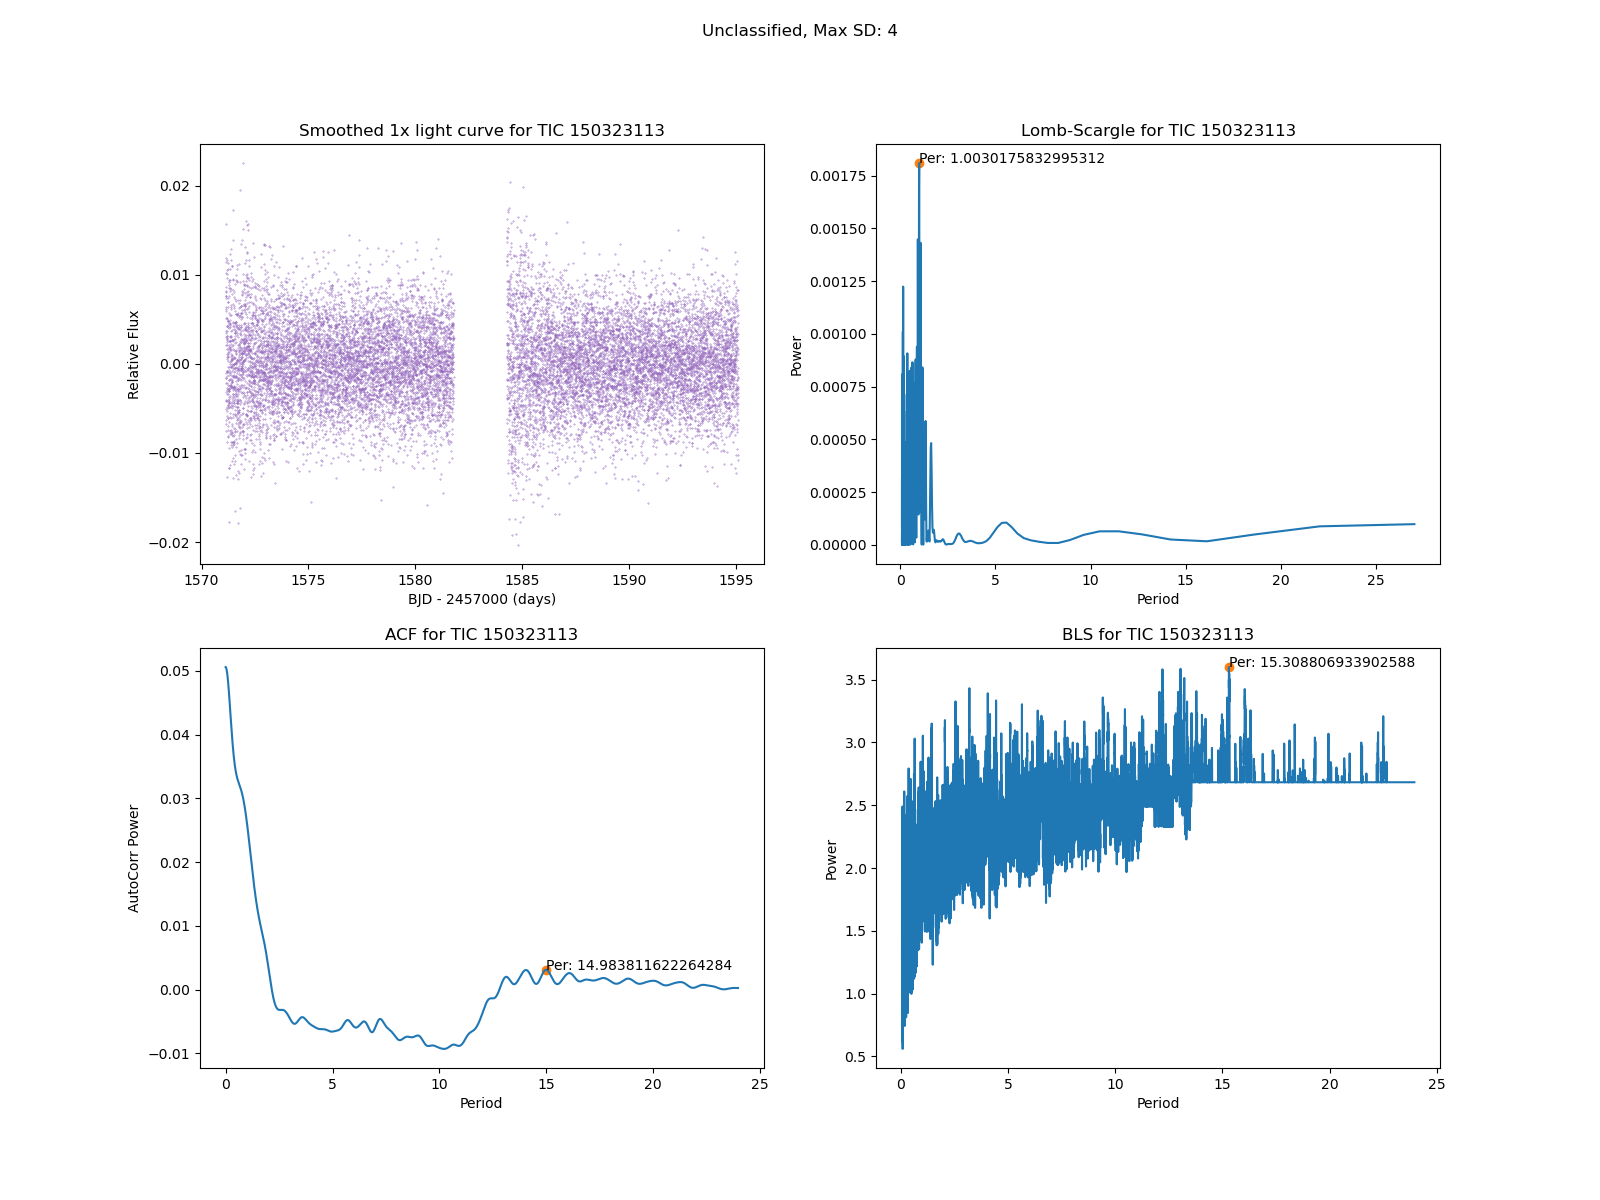 Unclassified, Max SD: 4
Smoothed 1x light curve for TIC 150323113
0.02
0.01
0.00
−0.01
−0.02
Relative Flux
1570 1575 1580 1585 1590 1595
BJD - 2457000 (days)
Lomb-Scargle for TIC 150323113
Per: 1.0030175832995312
0.00175
0.00150
0.00125
0.00100
0.00075
0.00050
0.00025
0.00000
Power
0 5 10 15 20 25
Period
ACF for TIC 150323113
Per: 14.983811622264284
0.05
0.04
0.03
0.02
0.01
0.00
−0.01
AutoCorr Power
0 5 10 15 20 25
Period
BLS for TIC 150323113
Per: 15.308806933902588
3.5
3.0
2.5
2.0
1.5
1.0
0.5
Power
0 5 10 15 20 25
Period